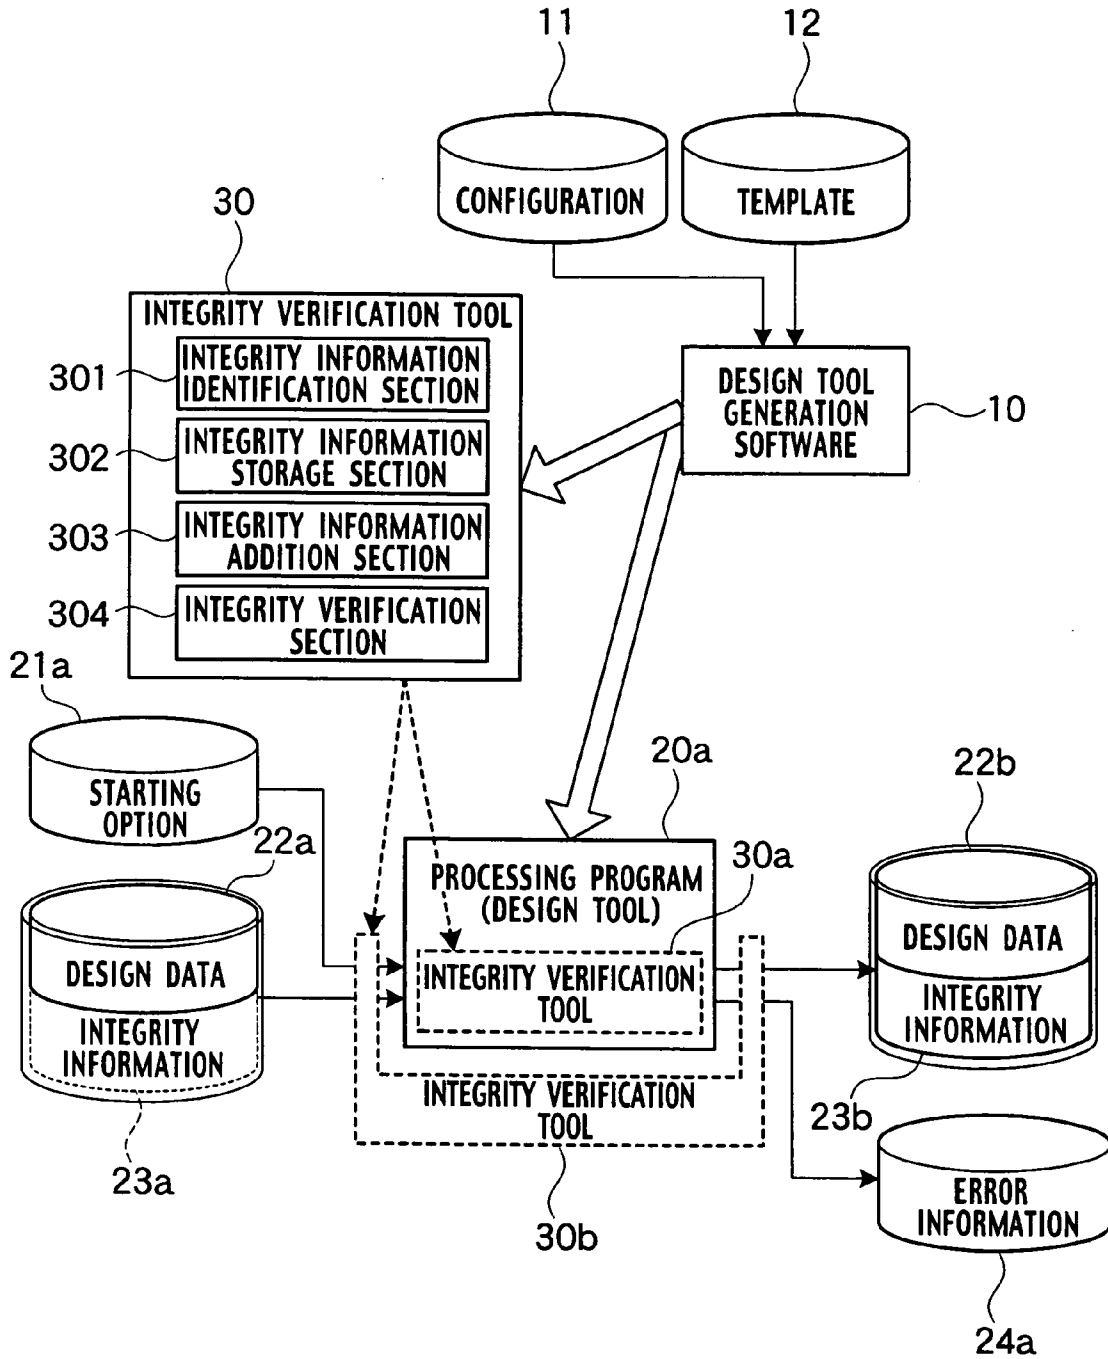 11
12
CONFIGURATION
TEMPLATE
30
INTEGRITY VERIFICATION TOOL
301
INTEGRITY INFORMATION
IDENTIFICATION SECTION
302
INTEGRITY INFORMATION
STORAGE SECTION
303
INTEGRITY INFORMATION
ADDITION SECTION
304
INTEGRITY VERIFICATION
SECTION
DESIGN TOOL
GENERATION
SOFTWARE
10
21a
STARTING
OPTION
22a
DESIGN DATA
INTEGRITY
INFORMATION
23a
20a
PROCESSING PROGRAM
(DESIGN TOOL)
30a
INTEGRITY VERIFICATION
TOOL
INTEGRITY VERIFICATION
TOOL
30b
22b
DESIGN DATA
INTEGRITY
INFORMATION
23b
ERROR
INFORMATION
24a